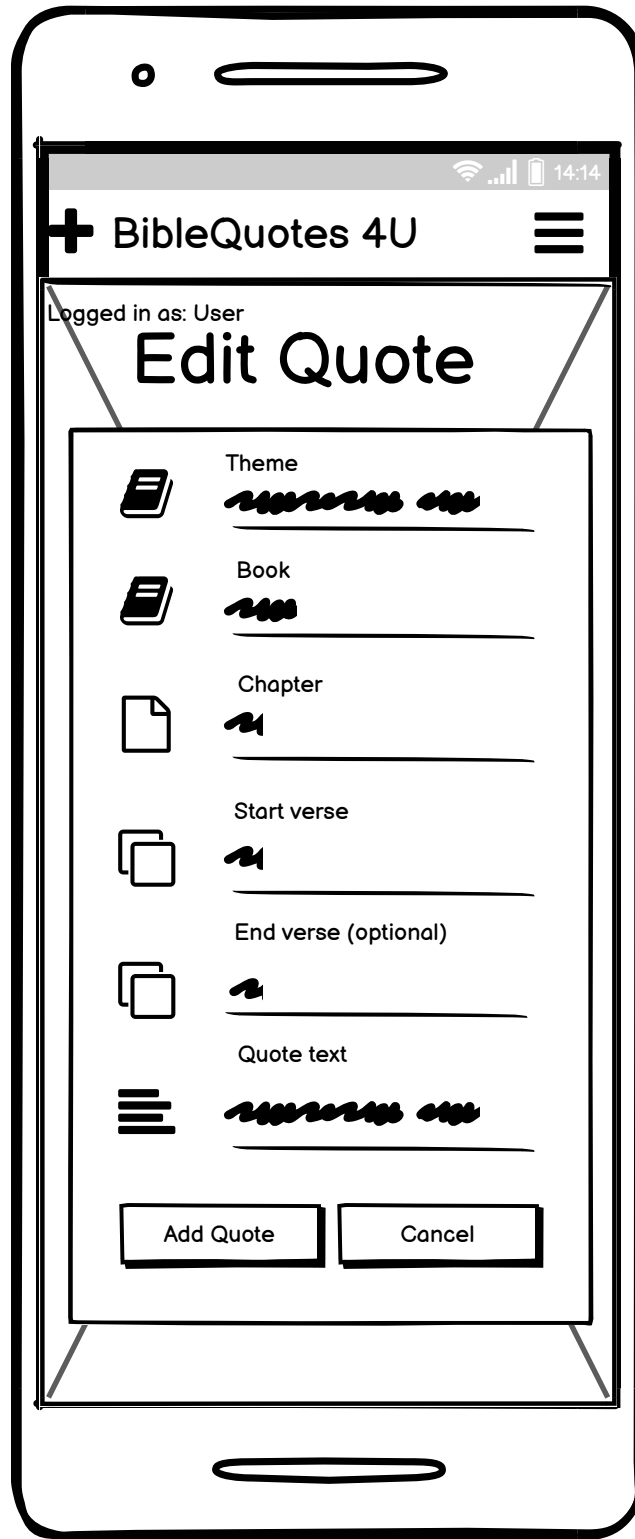 14:14
BibleQuotes 4U
Logged in as: User
Edit Quote
Theme
Book
Chapter
Start verse
End verse (optional)
Quote text
Add Quote Cancel